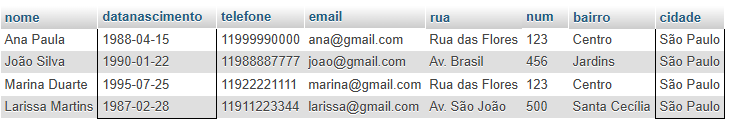 nome datanascimento telefone email rua num bairro cidade
Ana Paula 1988-04-15 11999990000 ana@gmail.com Rua das Flores 123 Centro São Paulo
João Silva 1990-01-22 11988887777 joao@gmail.com Av. Brasil 456 Jardins São Paulo
Marina Duarte 1995-07-25 11922221111 marina@gmail.com Rua das Flores 123 Centro São Paulo
Larissa Martins 1987-02-28 11911223344 larissa@gmail.com Av. São João 500 Santa Cecília São Paulo